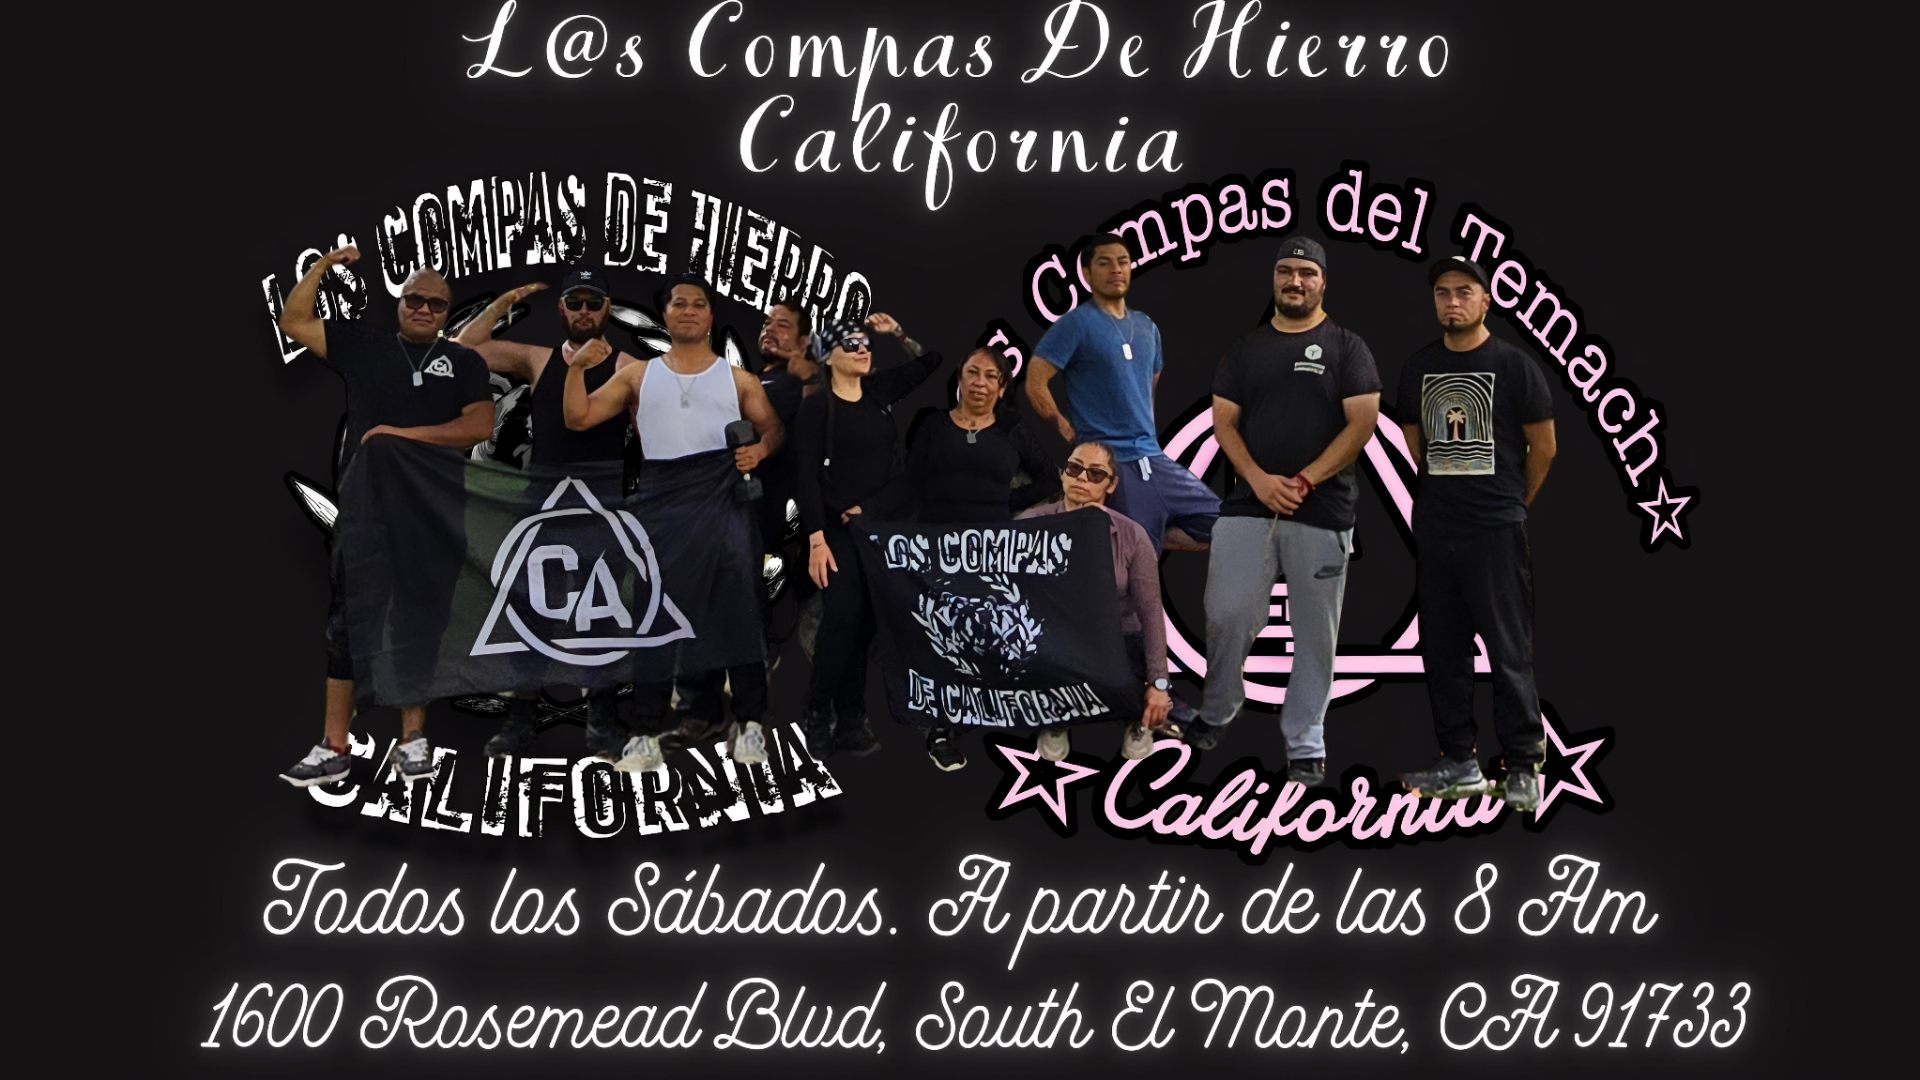 L@s Compas De Hierro
California
LOS COMPAS DE HIERRO
Compas del Temach
CA
LOS COMPAS
DE CALIFORNIA
CALIFORNIA
California
Todos los Sábados. A partir de las 8 Am
1600 Rosemead Blvd, South El Monte, CA 91733